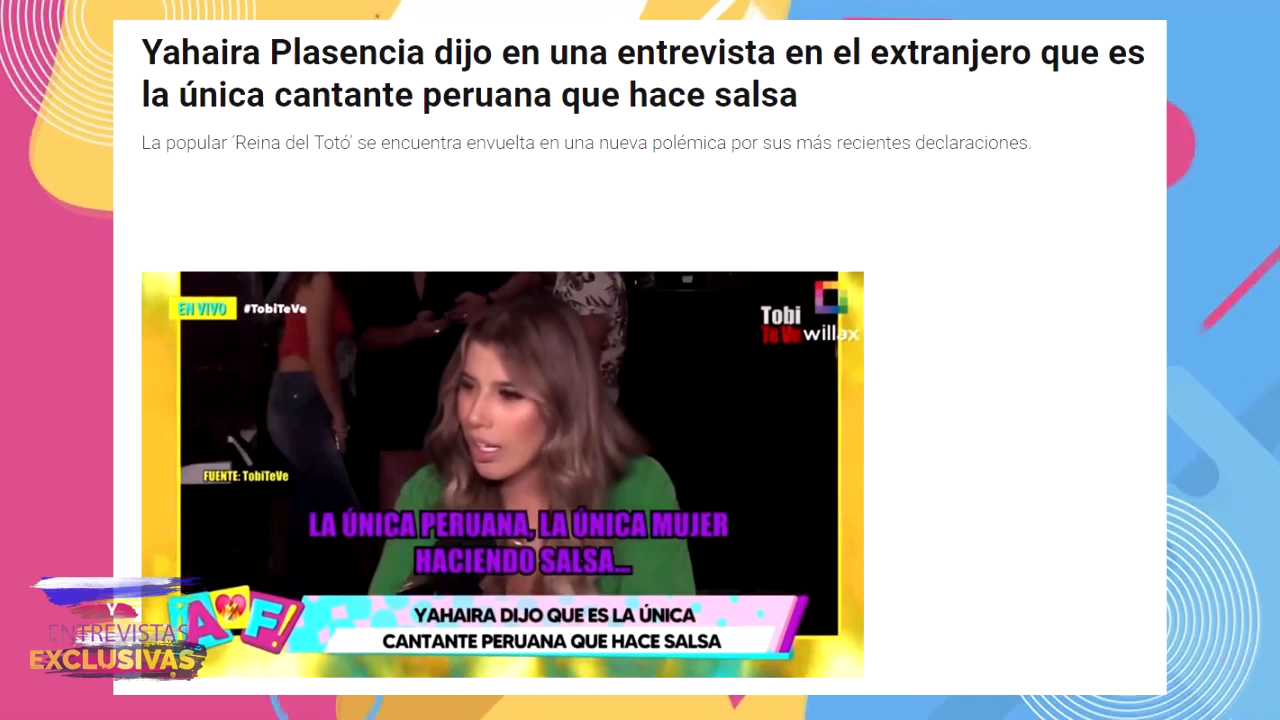 Yahaira Plasencia dijo en una entrevista en el extranjero que es
la única cantante peruana que hace salsa
La popular ‘Reina del Totó’ se encuentra envuelta en una nueva polémica por sus más recientes declaraciones.
EN VIVO #TobiTeVe
Tobi
Te Ve willax
FUENTE: TobiTeVe
LA ÚNICA PERUANA, LA ÚNICA MUJER
HACIENDO SALSA...
¡A F!
YAHAIRA DIJO QUE ES LA ÚNICA
CANTANTE PERUANA QUE HACE SALSA
Y
ENTREVISTAS
EXCLUSIVAS